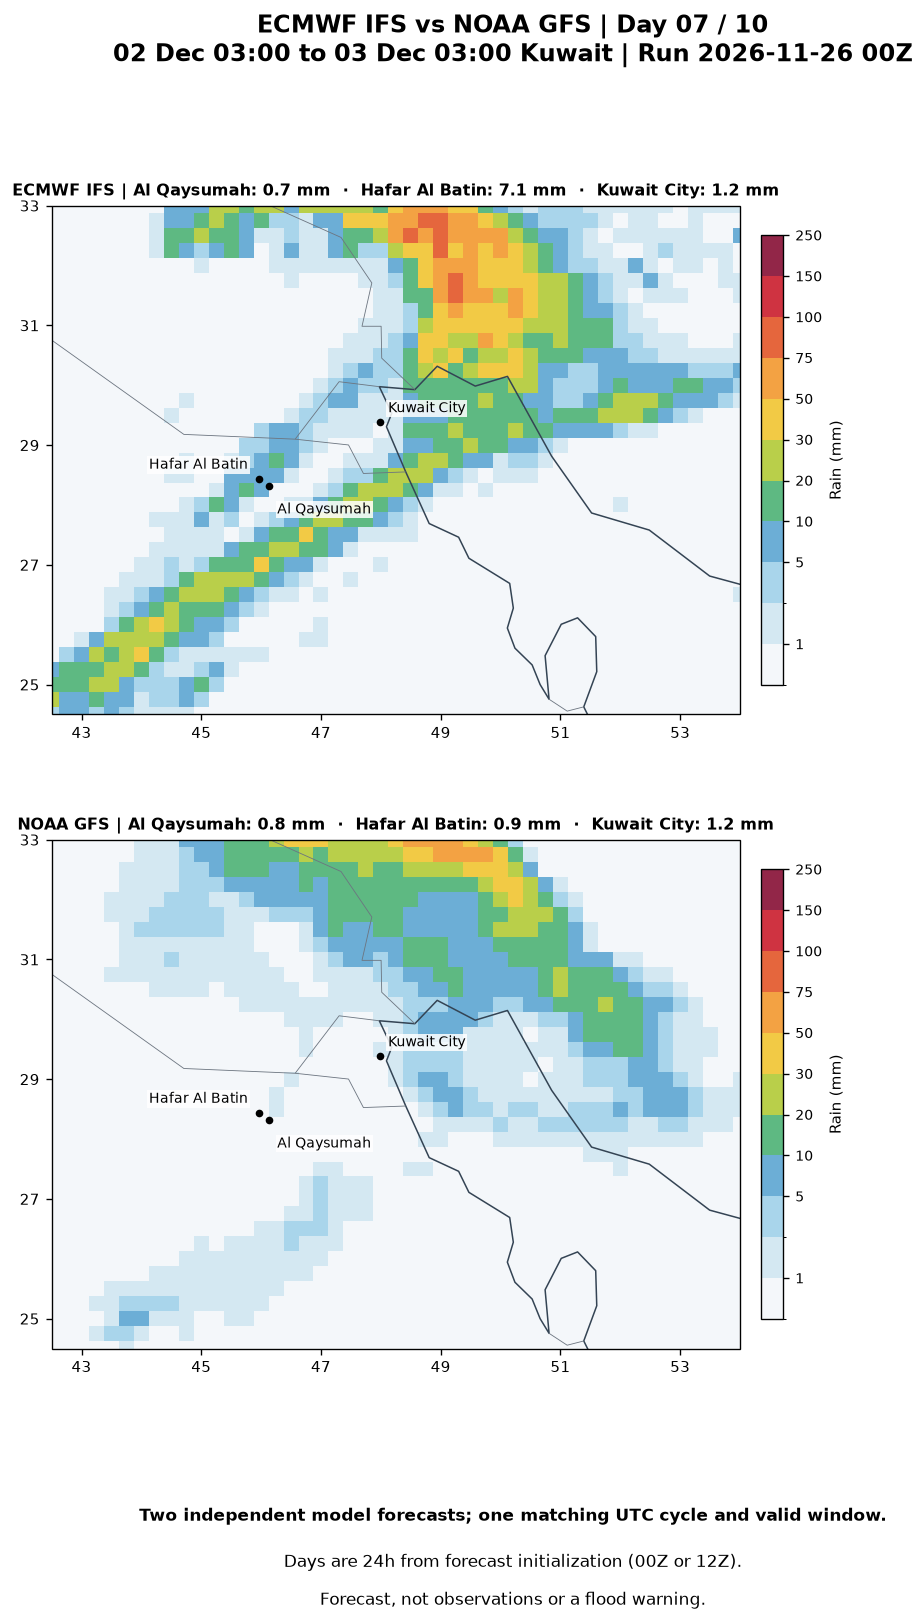 ECMWF IFS vs NOAA GFS | Day 07 / 10
02 Dec 03:00 to 03 Dec 03:00 Kuwait | Run 2026-11-26 00Z
ECMWF IFS | Al Qaysumah: 0.7 mm · Hafar Al Batin: 7.1 mm · Kuwait City: 1.2 mm
33
31
29
27
25
43 45 47 49 51 53
Kuwait City
Hafar Al Batin
Al Qaysumah
250
150
100
75
50
30
20
10
5
1
Rain (mm)
NOAA GFS | Al Qaysumah: 0.8 mm · Hafar Al Batin: 0.9 mm · Kuwait City: 1.2 mm
33
31
29
27
25
43 45 47 49 51 53
Kuwait City
Hafar Al Batin
Al Qaysumah
250
150
100
75
50
30
20
10
5
1
Rain (mm)
Two independent model forecasts; one matching UTC cycle and valid window.
Days are 24h from forecast initialization (00Z or 12Z).
Forecast, not observations or a flood warning.